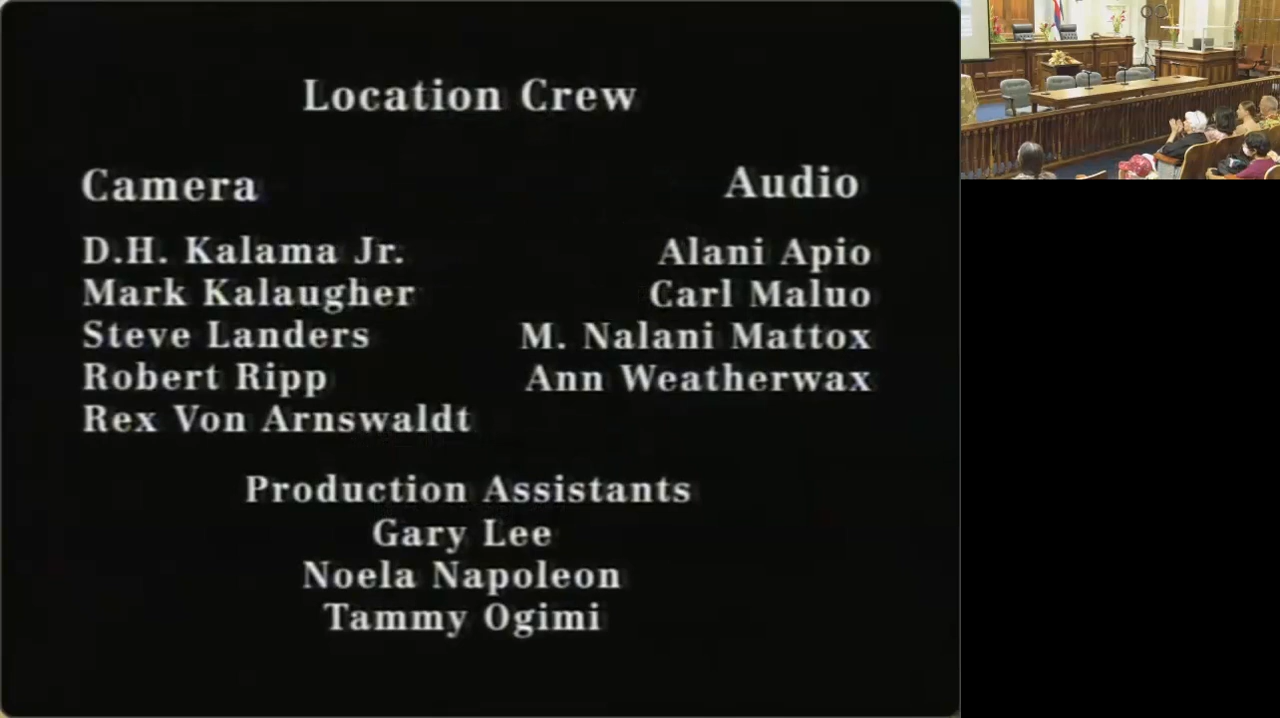 Location Crew
Camera
D.H. Kalama Jr.
Mark Kalaugher
Steve Landers
Robert Ripp
Rex Von Arnswaldt
Audio
Alani Apio
Carl Maluo
M. Nalani Mattox
Ann Weatherwax
Production Assistants
Gary Lee
Noela Napoleon
Tammy Ogimi